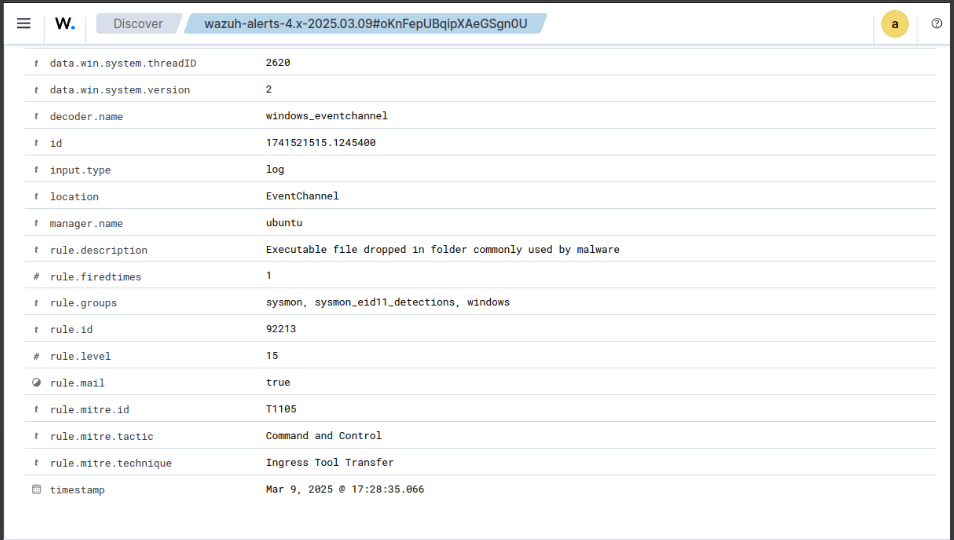 W. Discover wazuh-alerts-4.x-2025.03.09#oKnFepUBqipXAeGSgn0U a
t data.win.system.threadID 2620
t data.win.system.version 2
t decoder.name windows_eventchannel
t id 1741521515.1245400
t input.type log
t location EventChannel
t manager.name ubuntu
t rule.description Executable file dropped in folder commonly used by malware
# rule.firedtimes 1
t rule.groups sysmon, sysmon_eid11_detections, windows
t rule.id 92213
# rule.level 15
rule.mail true
t rule.mitre.id T1105
t rule.mitre.tactic Command and Control
t rule.mitre.technique Ingress Tool Transfer
timestamp Mar 9, 2025 @ 17:28:35.066